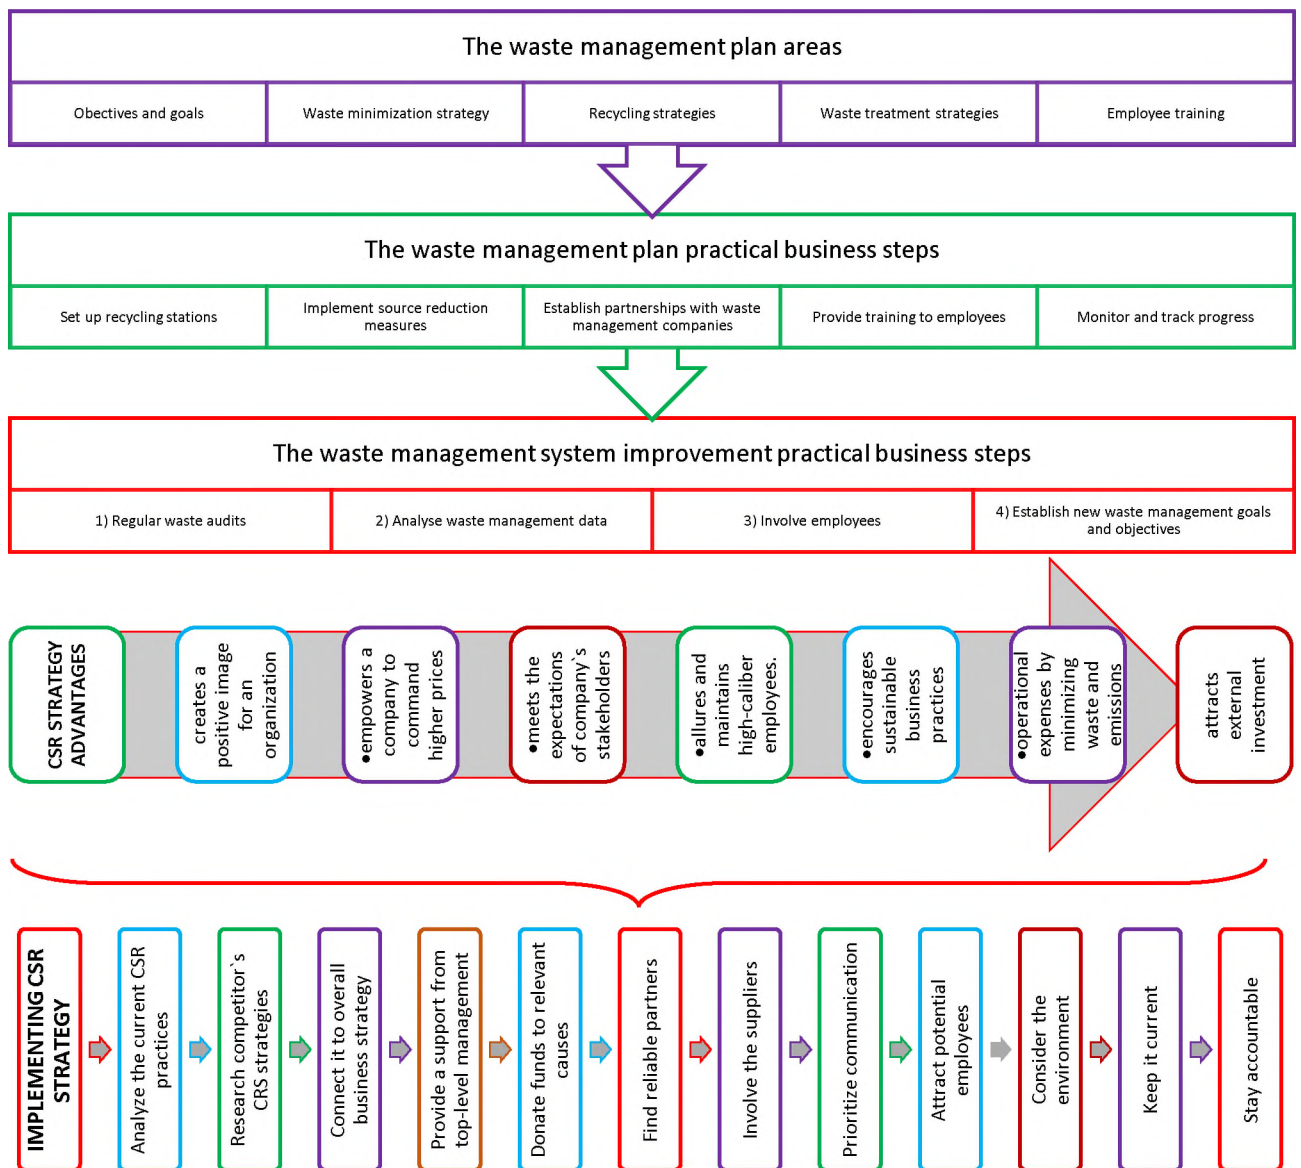 The waste management plan areas
Obectives and goals
Waste minimization strategy
Recycling strategies
Waste treatment strategies
Employee training
The waste management plan practical business steps
Set up recycling stations
Implement source reduction
measures
Establish partnerships with waste
management companies
Provide training to employees
Monitor and track progress
The waste management system improvement practical business steps
1) Regular waste audits
2) Analyse waste management data
3) Involve employees
4) Establish new waste management goals
and objectives
CSR STRATEGY
ADVANTAGES
creates a
positive image
for an
organization
•empowers a
company to
command
higher prices
•meets the
expectations
of company`s
stakeholders
•allures and
maintains
high-caliber
employees.
•encourages
sustainable
business
practices
•operational
expenses by
minimizing
waste and
emissions
attracts
external
investment
IMPLEMENTING CSR
STRATEGY
Analyze the current CSR
practices
Research competitor`s
CRS strategies
Connect it to overall
business strategy
Provide a support from
top-level management
Donate funds to relevant
causes
Find reliable partners
Involve the suppliers
Prioritize communication
Attract potential
employees
Consider the
environment
Keep it current
Stay accountable